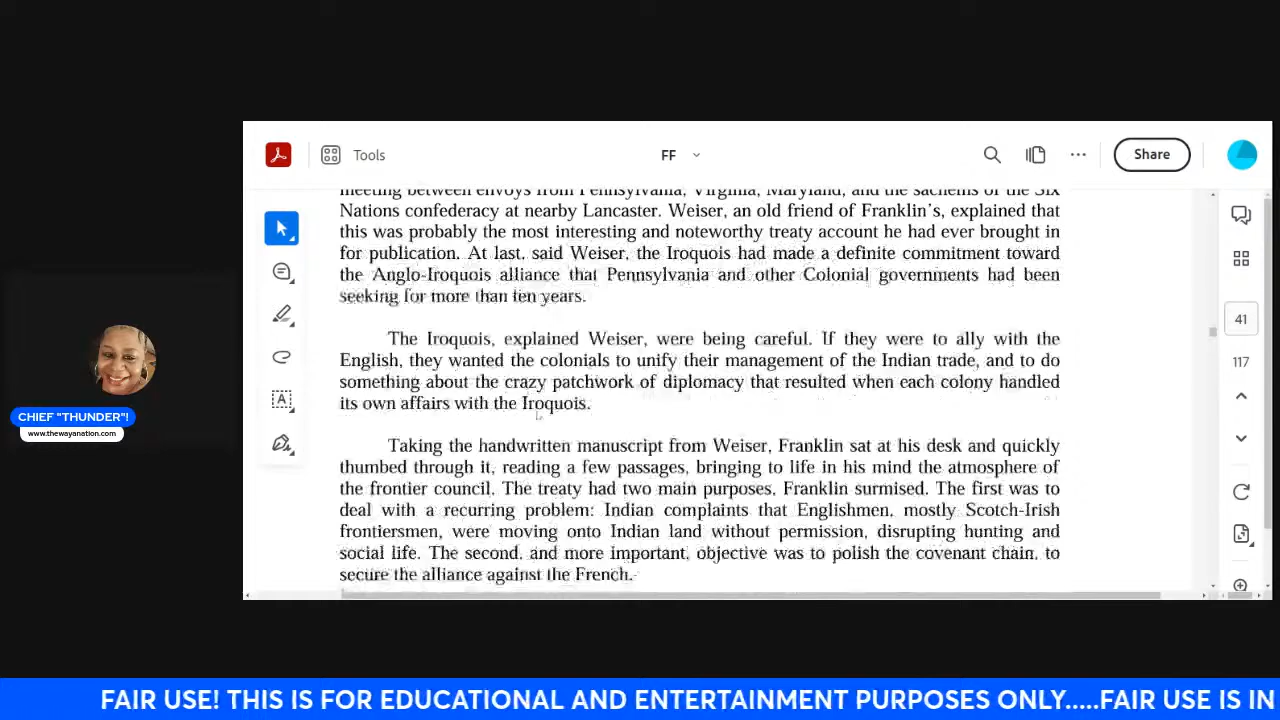 Tools
FF
Share
meeting between envoys from Pennsylvania, Virginia, Maryland, and the sachems of the Six
Nations confederacy at nearby Lancaster. Weiser, an old friend of Franklin's, explained that
this was probably the most interesting and noteworthy treaty account he had ever brought in
for publication. At last, said Weiser, the Iroquois had made a definite commitment toward
the Anglo-Iroquois alliance that Pennsylvania and other Colonial governments had been
seeking for more than ten years.
The Iroquois, explained Weiser, were being careful. If they were to ally with the
English, they wanted the colonials to unify their management of the Indian trade, and to do
something about the crazy patchwork of diplomacy that resulted when each colony handled
its own affairs with the Iroquois.
Taking the handwritten manuscript from Weiser, Franklin sat at his desk and quickly
thumbed through it, reading a few passages, bringing to life in his mind the atmosphere of
the frontier council. The treaty had two main purposes, Franklin surmised. The first was to
deal with a recurring problem: Indian complaints that Englishmen, mostly Scotch-Irish
frontiersmen, were moving onto Indian land without permission, disrupting hunting and
social life. The second, and more important, objective was to polish the covenant chain, to
secure the alliance against the French.
41
117
CHIEF "THUNDER"!
www.thewayanation.com
FAIR USE! THIS IS FOR EDUCATIONAL AND ENTERTAINMENT PURPOSES ONLY.....FAIR USE IS IN